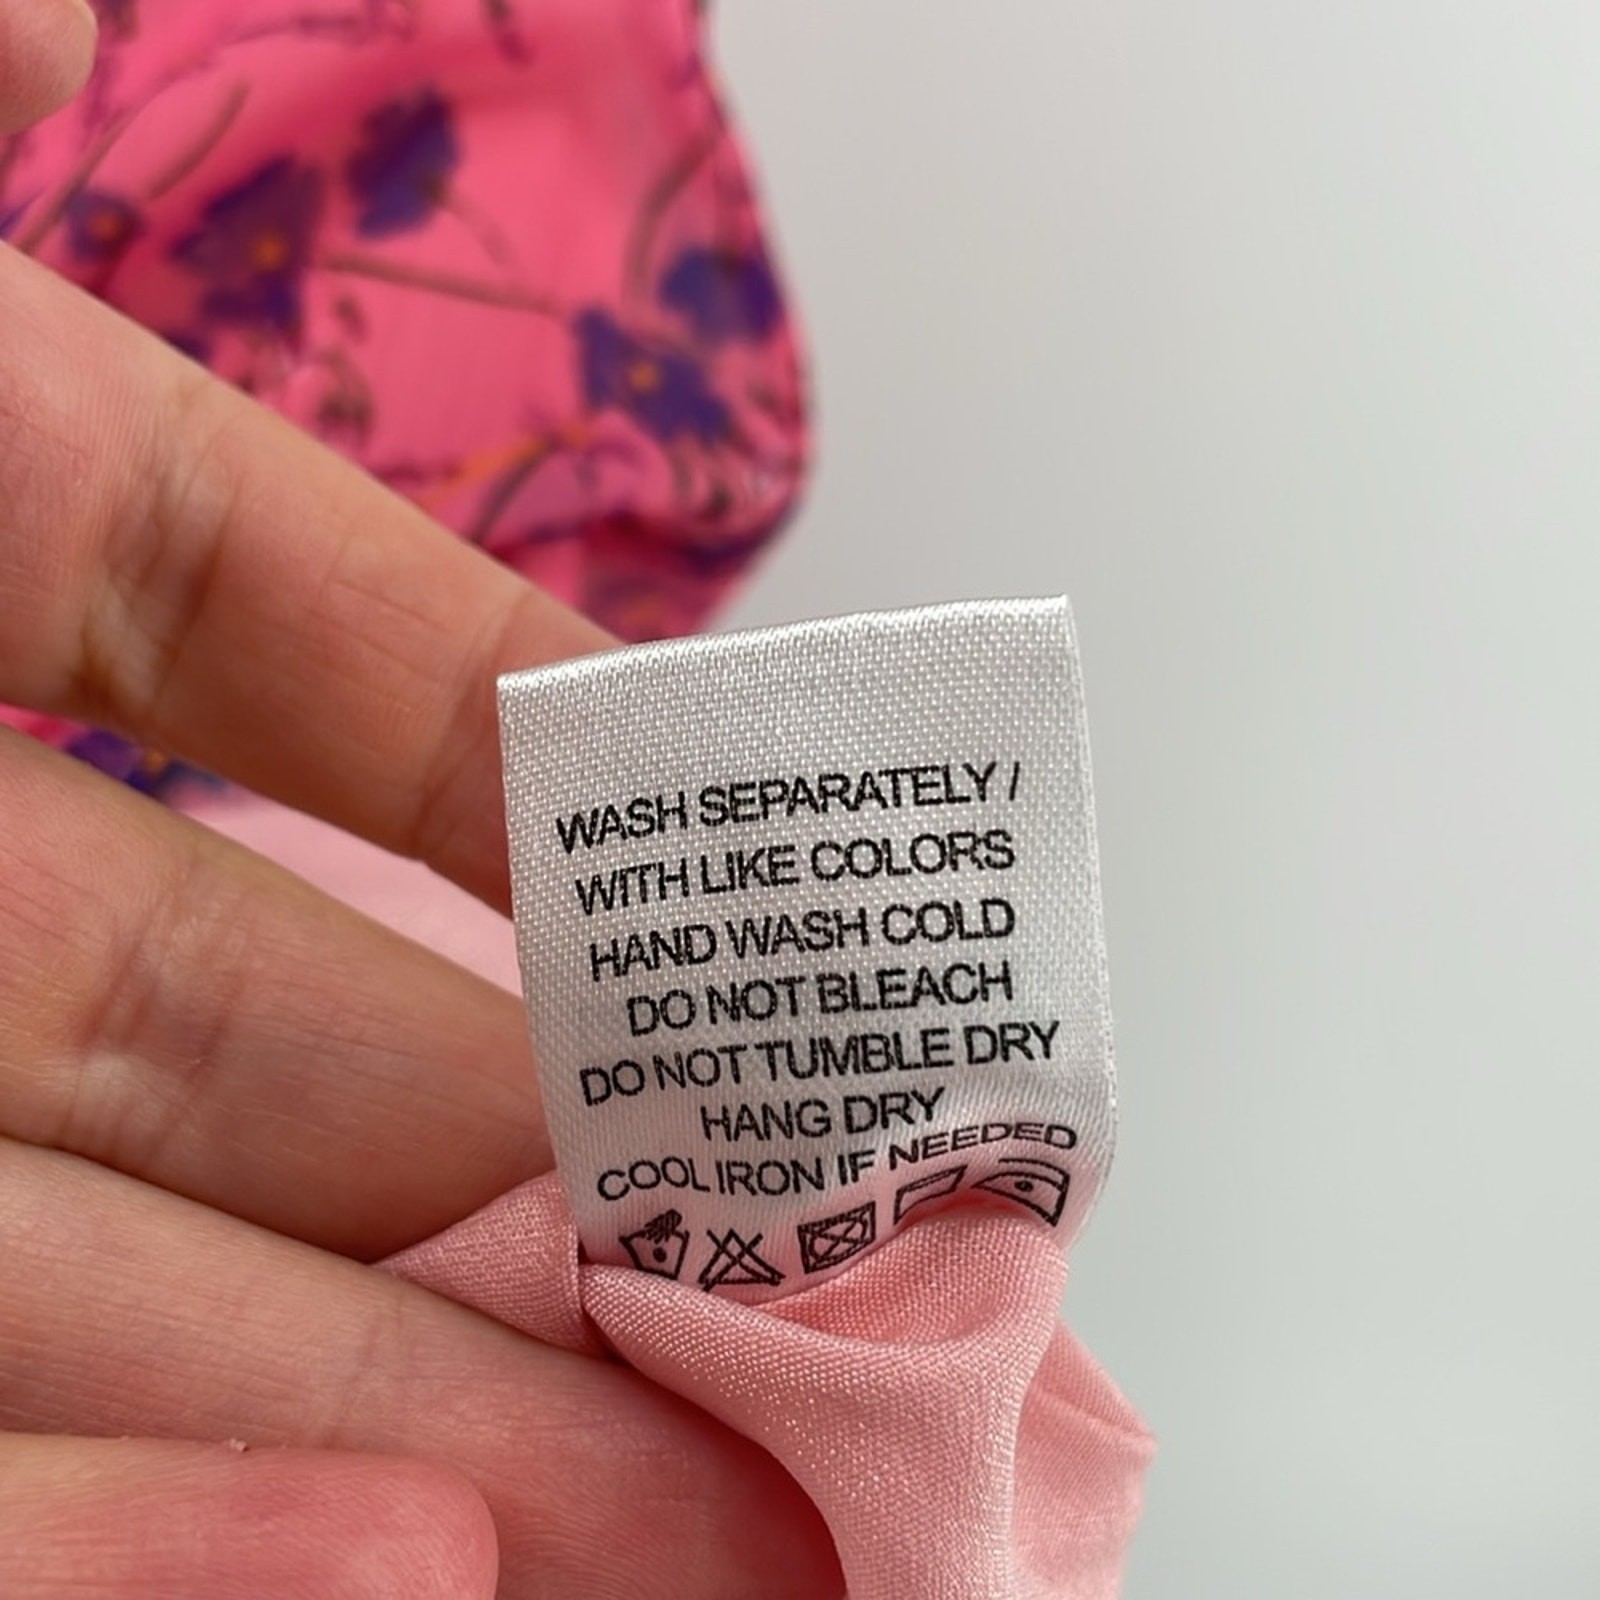 WASH SEPARATELY /
WITH LIKE COLORS
HAND WASH COLD
DO NOT BLEACH
DO NOT TUMBLE DRY
HANG DRY
COOL IRON IF NEEDED